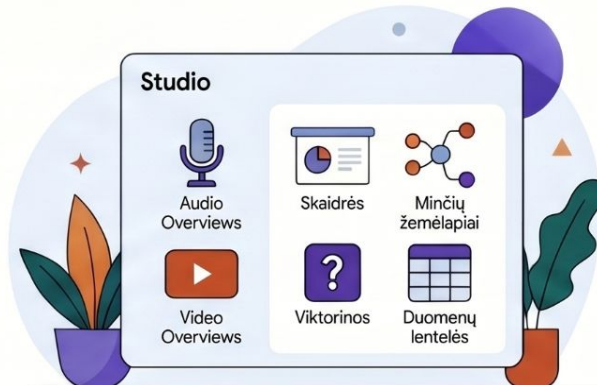 Studio
Audio
Overviews
Skaidrės
Minčių
žemėlapiai
Video
Overviews
Viktorinos
Duomenų
lentelės